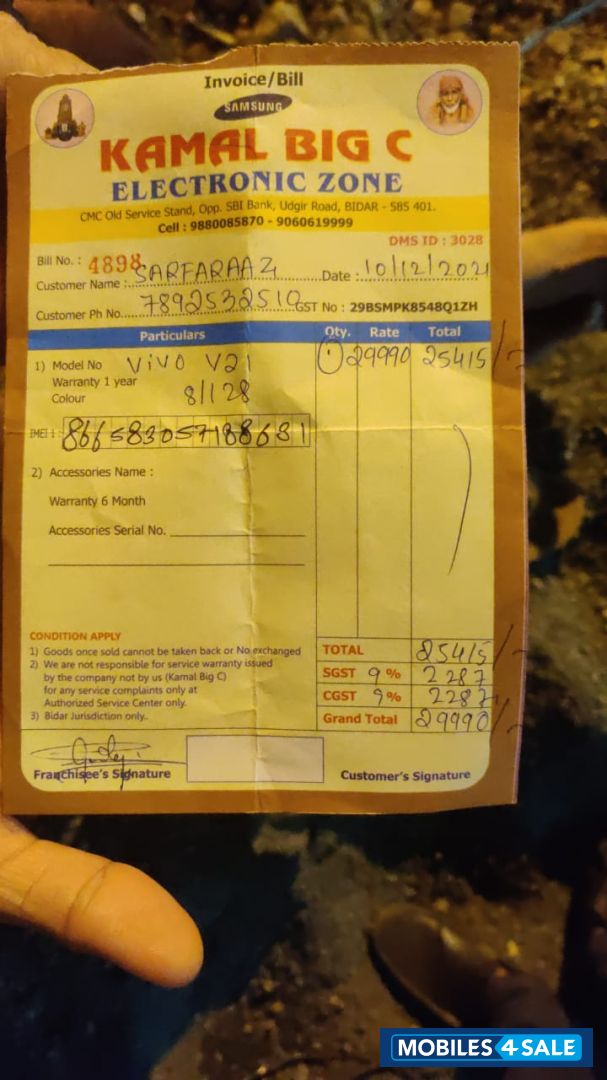 Invoice/Bill
SAMSUNG
KAMAL BIG C
ELECTRONIC ZONE
CMC Old Service Stand, Opp. SBI Bank, Udgir Road, BIDAR - 585 401.
Cell : 9880085870 - 9060619999
DMS ID : 3028
Bill No. : 4898
Customer Name : SARFARAAZ Date : 10/12/2021
Customer Ph No. 7892532510 GST No : 29BSMPK8548Q1ZH
Particulars Qty. Rate Total
1) Model No VIVO V21 1 29990 25415/-
Warranty 1 year
Colour 8/128
IMEI 1 : 866583057188681
2) Accessories Name :
Warranty 6 Month
Accessories Serial No.
CONDITION APPLY
1) Goods once sold cannot be taken back or No exchanged
2) We are not responsible for service warranty issued
by the company not by us (Kamal Big C)
for any service complaints only at
Authorized Service Center only.
3) Bidar Jurisdiction only..
TOTAL 25415/-
SGST 9 % 2287
CGST 9 % 2287
Grand Total 29990/-
Franchisee's Signature Customer's Signature
MOBILES4SALE